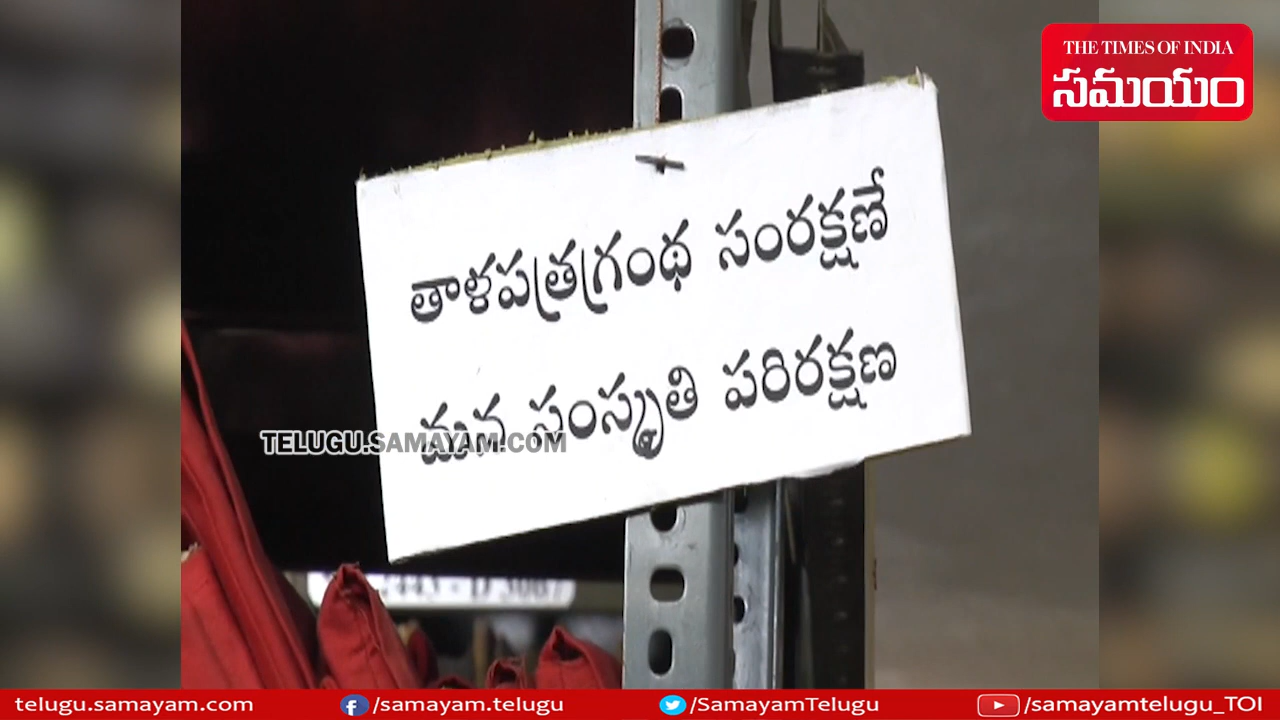 THE TIMES OF INDIA
సమయం
తాళపత్రగ్రంథ సంరక్షణే
మన సంస్కృతి పరిరక్షణ
TELUGU.SAMAYAM.COM
telugu.samayam.com
/samayam.telugu
/SamayamTelugu
/samayamtelugu_TOI